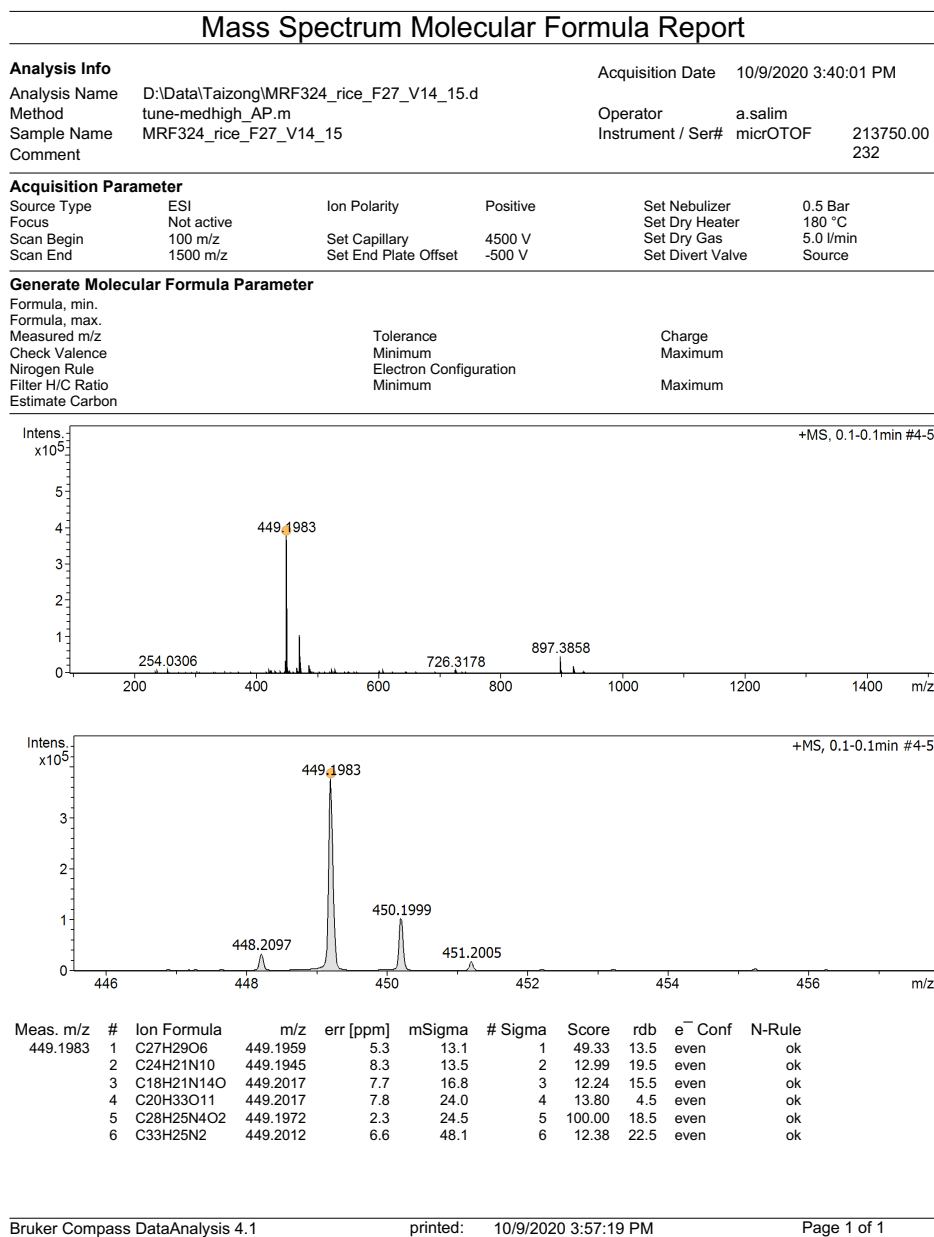 Mass Spectrum Molecular Formula Report
Analysis Info
Acquisition Date 10/9/2020 3:40:01 PM
Analysis Name D:\Data\Taizong\MRF324_rice_F27_V14_15.d
Method tune-medhigh_AP.m Operator a.salim
Sample Name MRF324_rice_F27_V14_15 Instrument / Ser# micrOTOF 213750.00
Comment 232
Acquisition Parameter
Source Type ESI Ion Polarity Positive Set Nebulizer 0.5 Bar
Focus Not active Set Dry Heater 180 °C
Scan Begin 100 m/z Set Capillary 4500 V Set Dry Gas 5.0 l/min
Scan End 1500 m/z Set End Plate Offset -500 V Set Divert Valve Source
Generate Molecular Formula Parameter
Formula, min.
Formula, max.
Measured m/z Tolerance Charge
Check Valence Minimum Maximum
Nirogen Rule Electron Configuration
Filter H/C Ratio Minimum Maximum
Estimate Carbon
Intens. +MS, 0.1-0.1min #4-5
x10⁵
5
4 449.1983
3
2
1
254.0306 726.3178 897.3858
0
200 400 600 800 1000 1200 1400 m/z
Intens. +MS, 0.1-0.1min #4-5
x10⁵
449.1983
3
2
1 450.1999
448.2097 451.2005
0
446 448 450 452 454 456 m/z
Meas. m/z # Ion Formula m/z err [ppm] mSigma # Sigma Score rdb e⁻ Conf N-Rule
449.1983 1 C27H29O6 449.1959 5.3 13.1 1 49.33 13.5 even ok
2 C24H21N10 449.1945 8.3 13.5 2 12.99 19.5 even ok
3 C18H21N14O 449.2017 7.7 16.8 3 12.24 15.5 even ok
4 C20H33O11 449.2017 7.8 24.0 4 13.80 4.5 even ok
5 C28H25N4O2 449.1972 2.3 24.5 5 100.00 18.5 even ok
6 C33H25N2 449.2012 6.6 48.1 6 12.38 22.5 even ok
Bruker Compass DataAnalysis 4.1 printed: 10/9/2020 3:57:19 PM Page 1 of 1